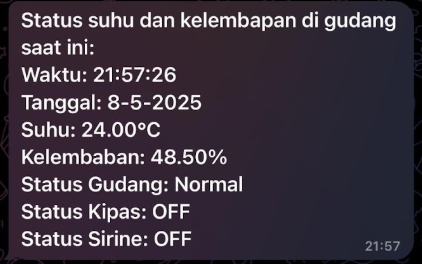 Status suhu dan kelembapan di gudang
saat ini:
Waktu: 21:57:26
Tanggal: 8-5-2025
Suhu: 24.00°C
Kelembaban: 48.50%
Status Gudang: Normal
Status Kipas: OFF
Status Sirine: OFF
21:57